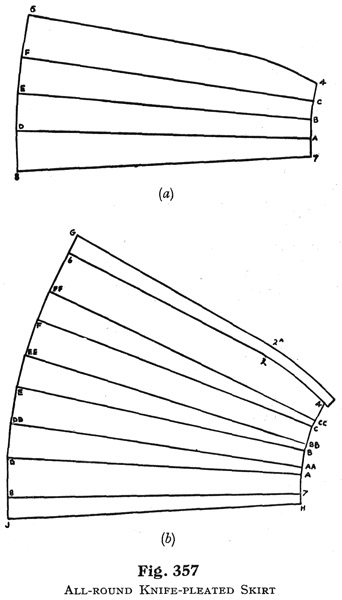 6
F
4
E
C
B
D
A
7
8
(a)
G
6
FF
2A
F
2
EE
4
CC
C
E
BB
B
DD
AA
D
A
8
7
H
J
(b)
Fig. 357
ALL-ROUND KNIFE-PLEATED SKIRT